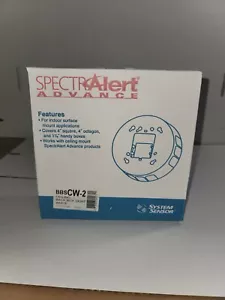 SPECTRAlert®
ADVANCE
Features
• For indoor surface
mount applications
• Covers 4" square, 4" octagon,
and 1½" handy boxes
• Works with ceiling mount
SpectrAlert Advance products
BBSCW-2
SYSTEM
SENSOR